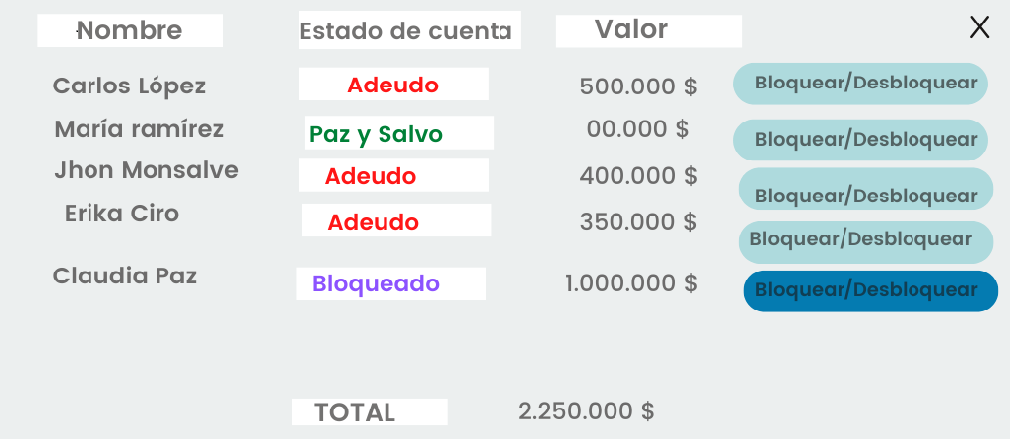 Nombre Estado de cuenta Valor X
Carlos López Adeudo 500.000 $ Bloquear/Desbloquear
María ramírez Paz y Salvo 00.000 $ Bloquear/Desbloquear
Jhon Monsalve Adeudo 400.000 $ Bloquear/Desbloquear
Erika Ciro Adeudo 350.000 $ Bloquear/Desbloquear
Claudia Paz Bloqueado 1.000.000 $ Bloquear/Desbloquear
TOTAL 2.250.000 $